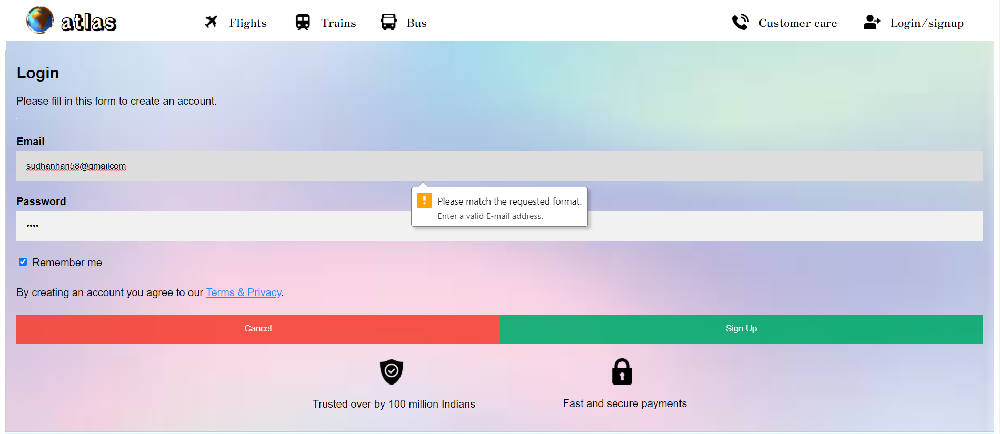 atlas Flights Trains Bus Customer care Login/signup
Login
Please fill in this form to create an account.
Email
sudhanhari58@gmailcom
Please match the requested format.
Enter a valid E-mail address.
Password
••••
Remember me
By creating an account you agree to our Terms & Privacy.
Cancel Sign Up
Trusted over by 100 million Indians Fast and secure payments